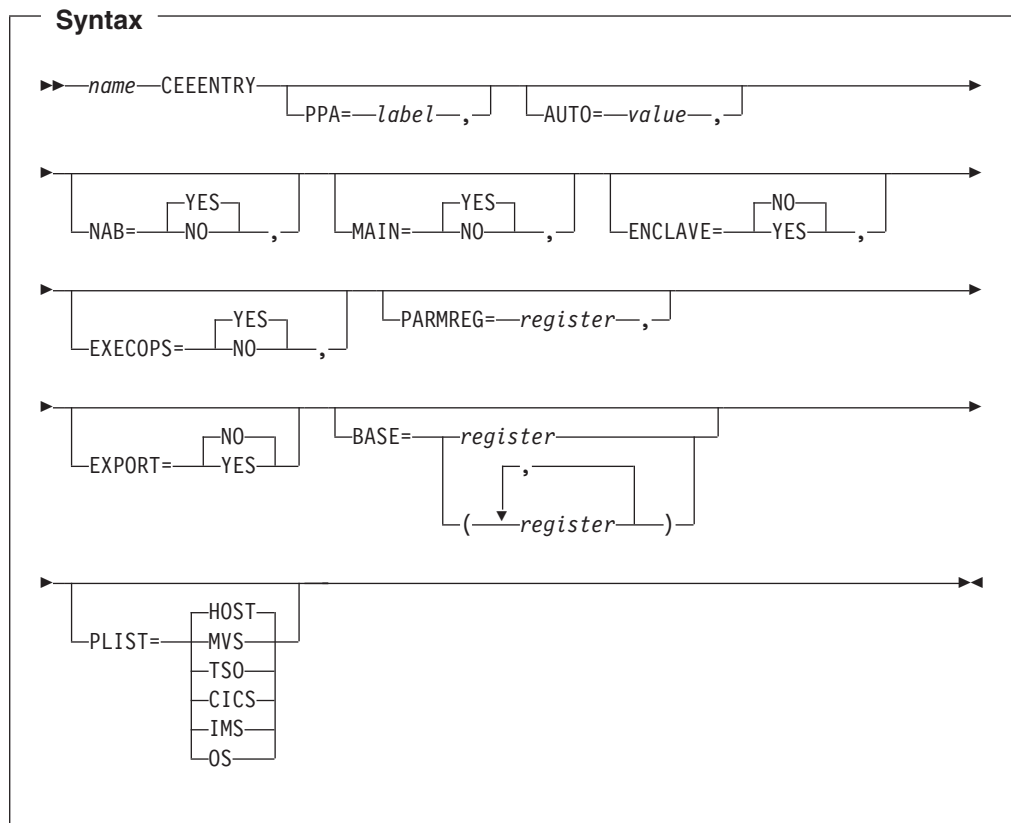 Syntax
name CEEENTRY
PPA= label , AUTO= value ,
YES YES NO
NAB= NO , MAIN= NO , ENCLAVE= YES ,
YES PARMREG= register ,
EXECOPS= NO ,
NO BASE= register
EXPORT= YES ,
( register )
HOST
PLIST= MVS
TSO
CICS
IMS
OS